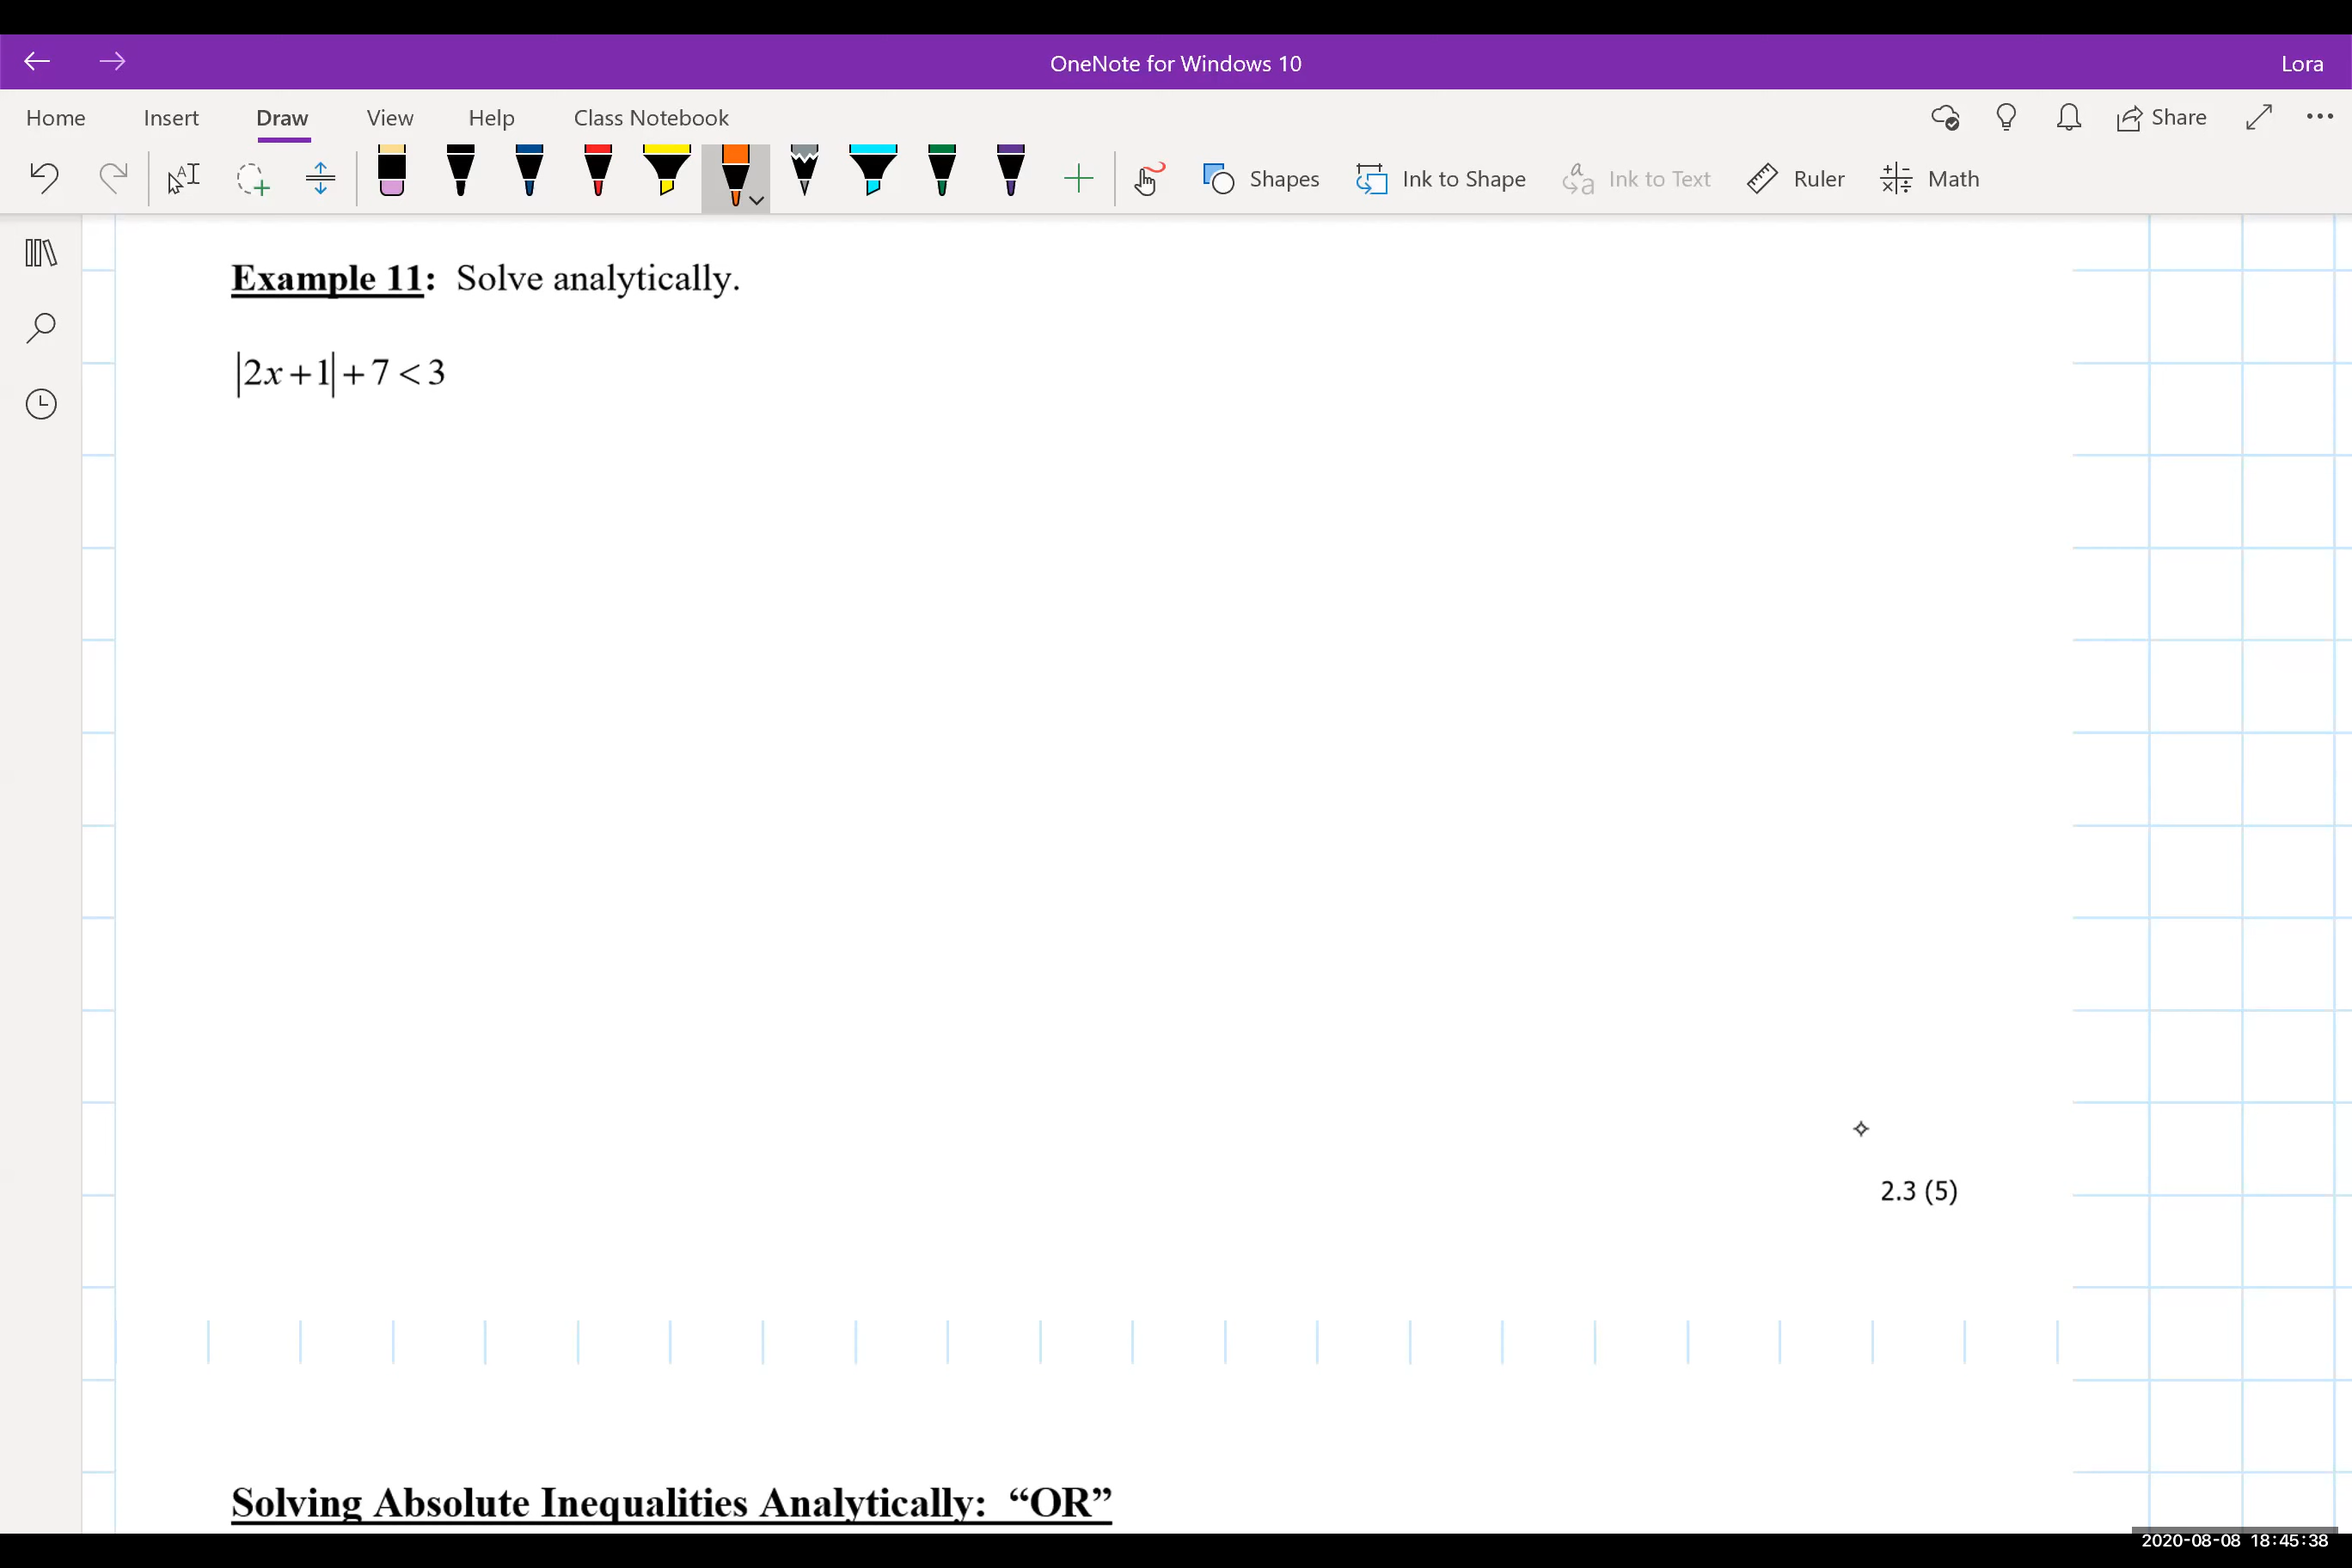 OneNote for Windows 10
Lora
Home Insert Draw View Help Class Notebook
Share
Shapes Ink to Shape Ink to Text Ruler Math
Example 11: Solve analytically.
|2x+1|+7<3
2.3 (5)
Solving Absolute Inequalities Analytically: “OR”
2020-08-08 18:45:38